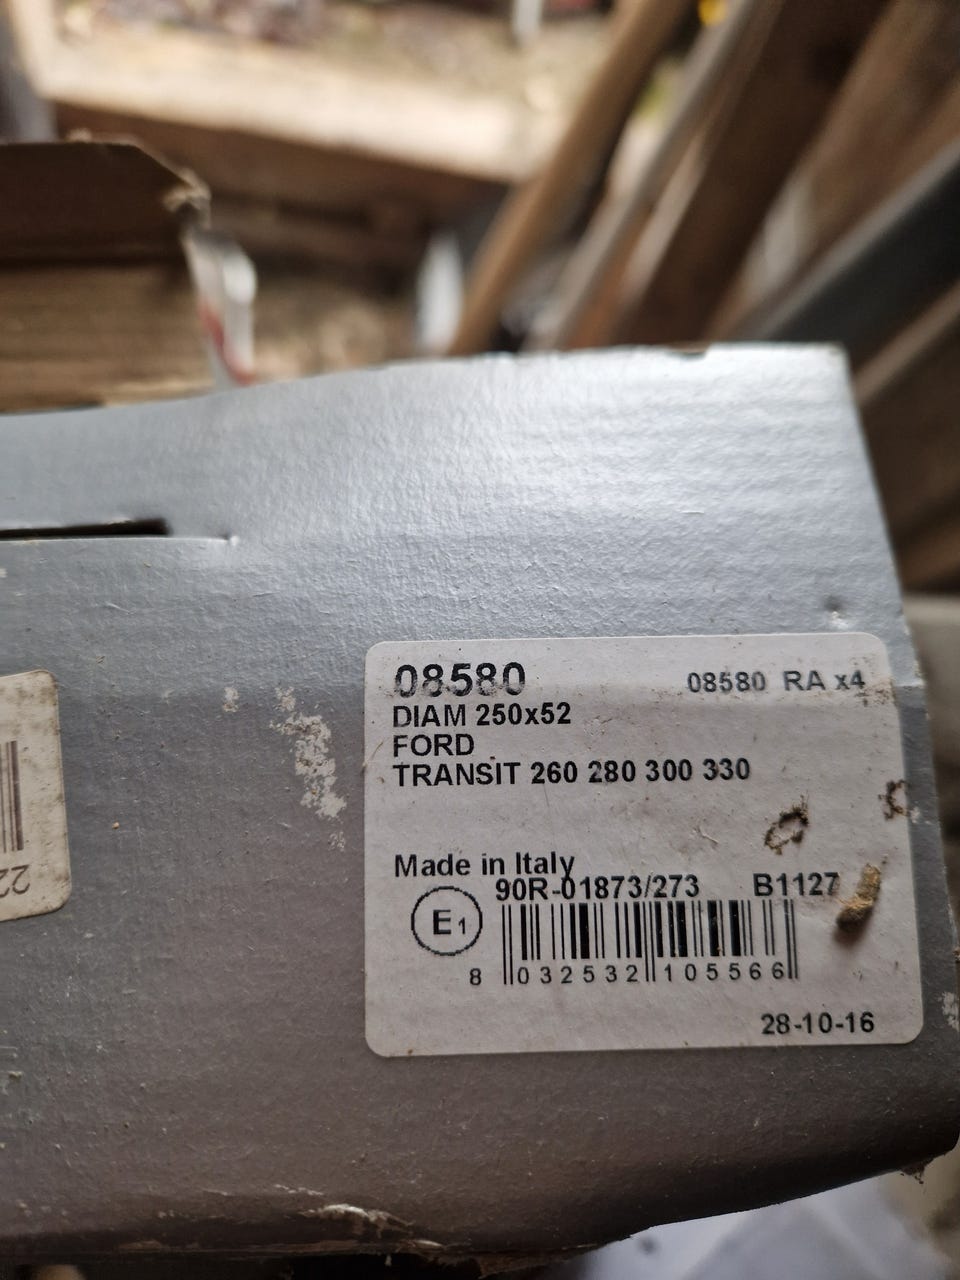 08580
08580 RA x4
DIAM 250x52
FORD
TRANSIT 260 280 300 330
Made in Italy
90R-01873/273 B1127
E1
8 032532 105566
28-10-16
22